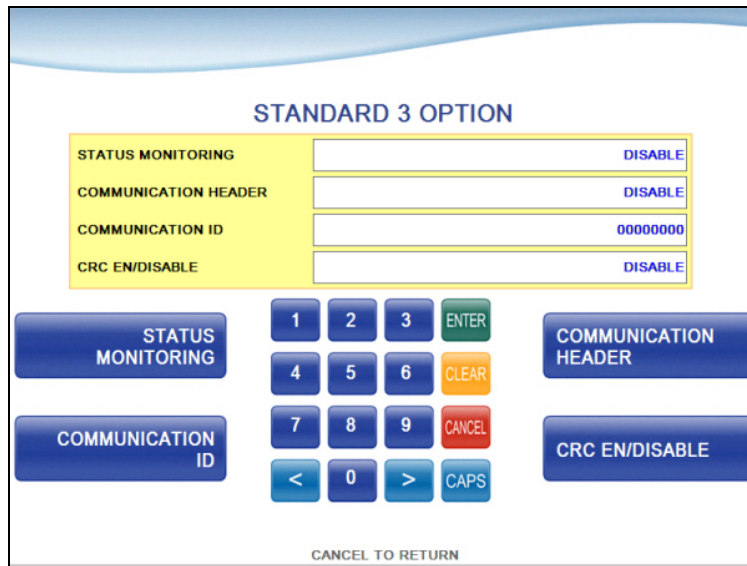 STANDARD 3 OPTION
STATUS MONITORING DISABLE
COMMUNICATION HEADER DISABLE
COMMUNICATION ID 00000000
CRC EN/DISABLE DISABLE
STATUS
MONITORING
COMMUNICATION
ID
1 2 3 ENTER
4 5 6 CLEAR
7 8 9 CANCEL
< 0 > CAPS
COMMUNICATION
HEADER
CRC EN/DISABLE
CANCEL TO RETURN